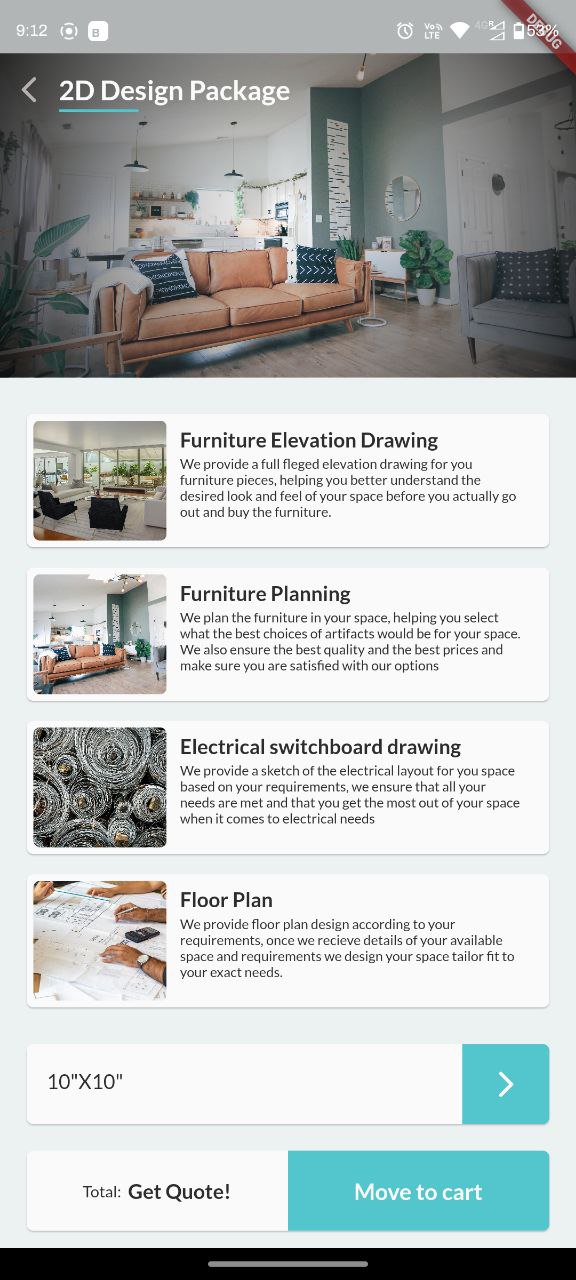 9:12
B
Vo
LTE
4G
R
53%
DEBUG
2D Design Package
Furniture Elevation Drawing
We provide a full fleged elevation drawing for you
furniture pieces, helping you better understand the
desired look and feel of your space before you actually go
out and buy the furniture.
Furniture Planning
We plan the furniture in your space, helping you select
what the best choices of artifacts would be for your space.
We also ensure the best quality and the best prices and
make sure you are satisfied with our options
Electrical switchboard drawing
We provide a sketch of the electrical layout for you space
based on your requirements, we ensure that all your
needs are met and that you get the most out of your space
when it comes to electrical needs
Floor Plan
We provide floor plan design according to your
requirements, once we recieve details of your available
space and requirements we design your space tailor fit to
your exact needs.
10"X10"
Total: Get Quote!
Move to cart